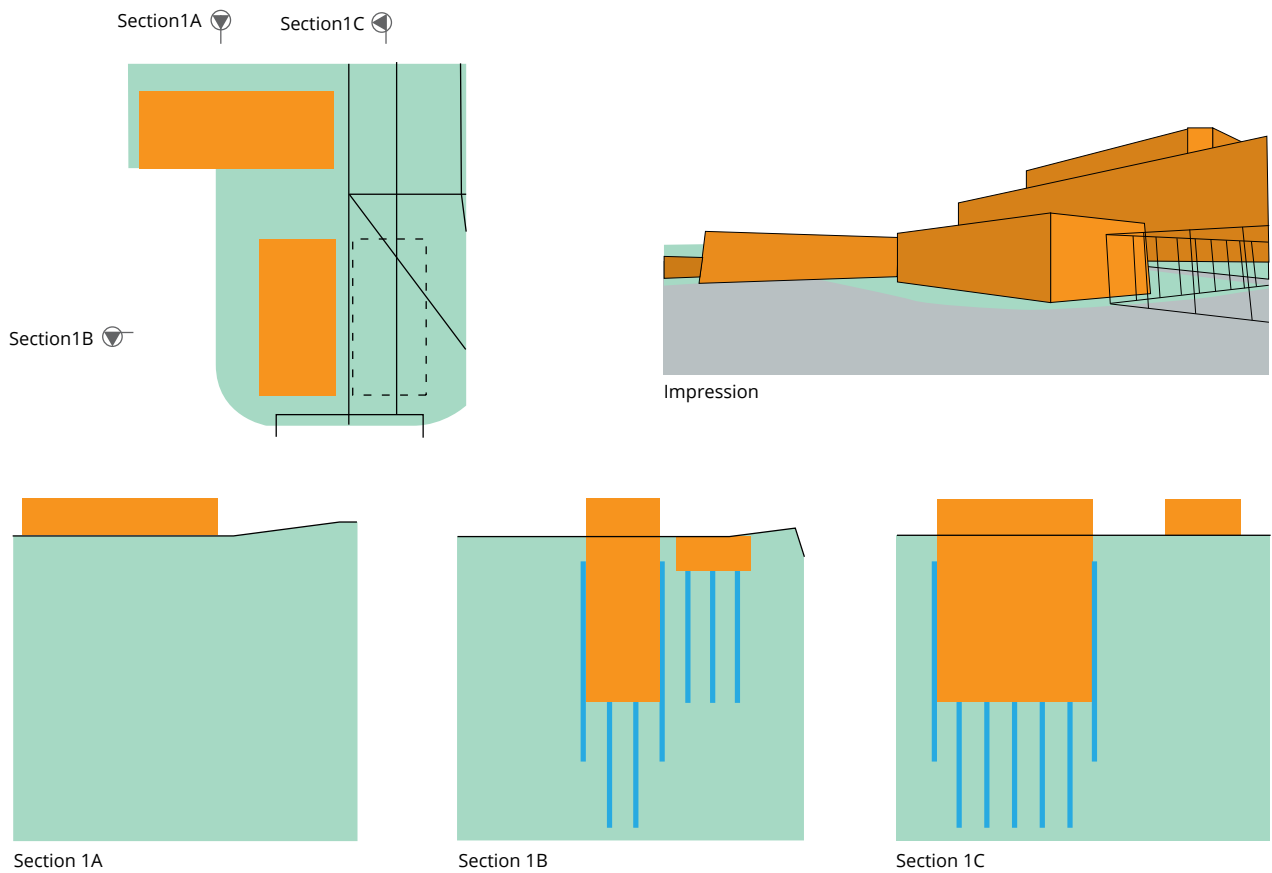 Section1A
Section1C
Section1B
Impression
Section 1A
Section 1B
Section 1C